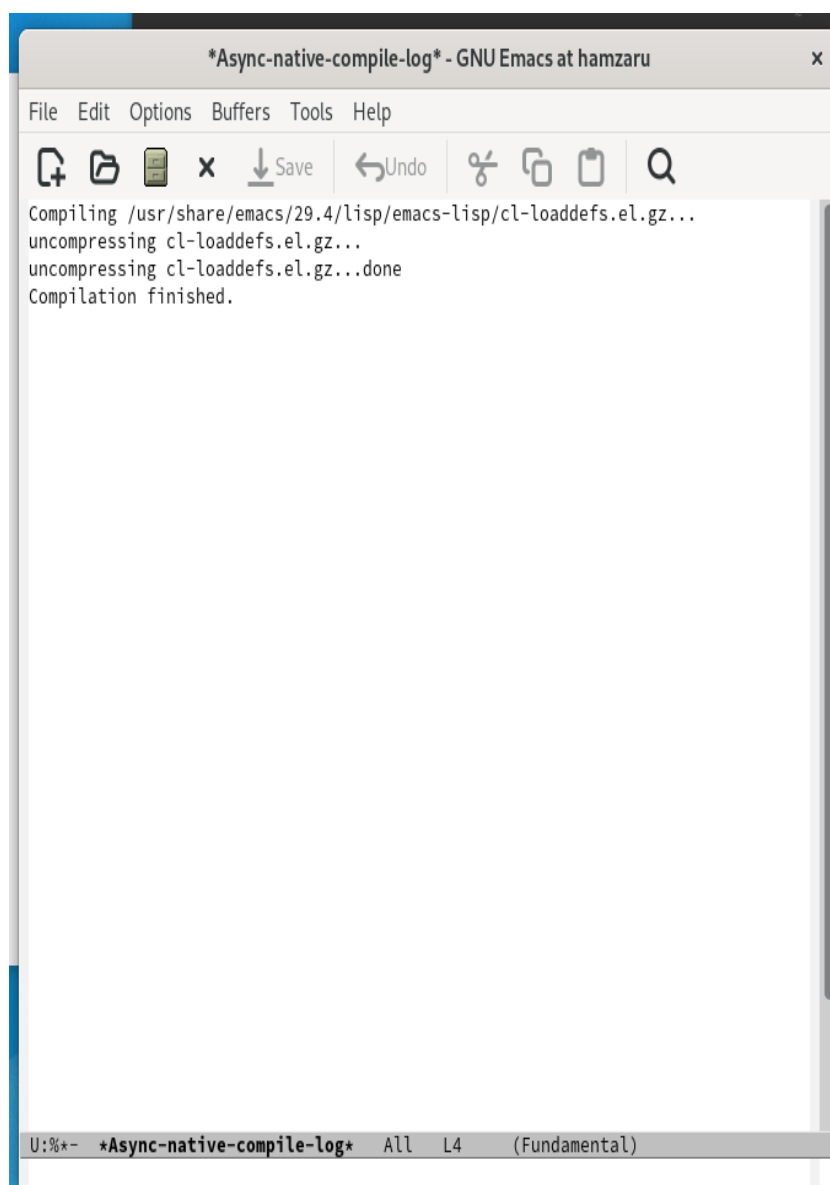 *Async-native-compile-log* - GNU Emacs at hamzaru
File Edit Options Buffers Tools Help
Save Undo
Compiling /usr/share/emacs/29.4/lisp/emacs-lisp/cl-loaddefs.el.gz...
uncompressing cl-loaddefs.el.gz...
uncompressing cl-loaddefs.el.gz...done
Compilation finished.
U:%*- *Async-native-compile-log* All L4 (Fundamental)